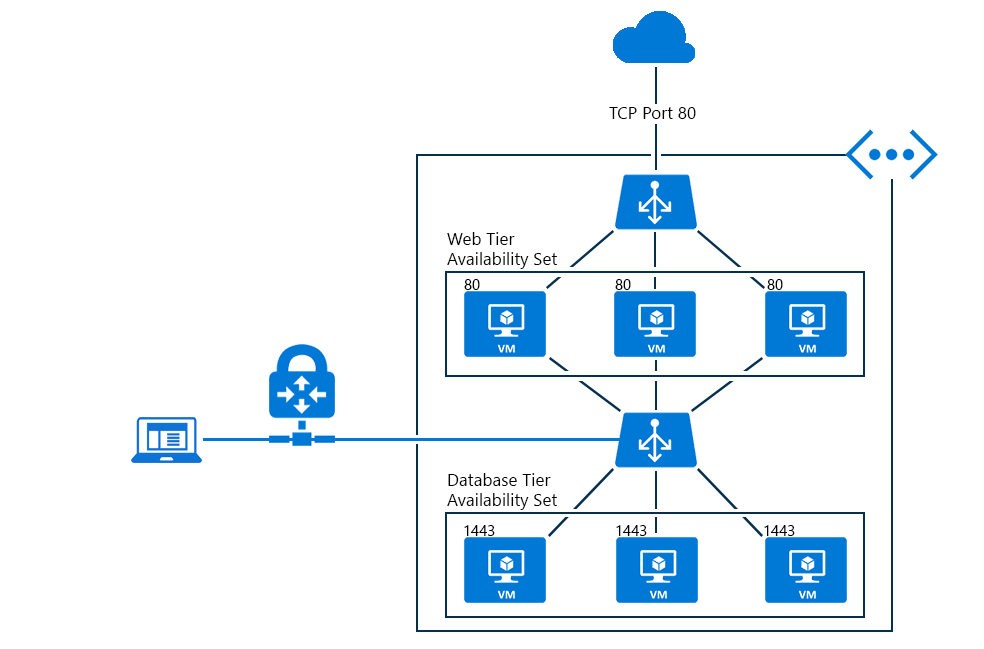 TCP Port 80
Web Tier
Availability Set
80 80 80
VM VM VM
Database Tier
Availability Set
1443 1443 1443
VM VM VM